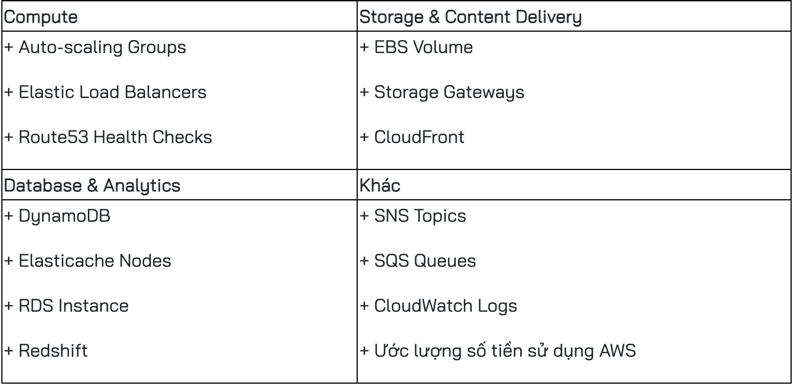 Compute
+ Auto-scaling Groups
+ Elastic Load Balancers
+ Route53 Health Checks
Storage & Content Delivery
+ EBS Volume
+ Storage Gateways
+ CloudFront
Database & Analytics
+ DynamoDB
+ Elasticache Nodes
+ RDS Instance
+ Redshift
Khác
+ SNS Topics
+ SQS Queues
+ CloudWatch Logs
+ Ước lượng số tiền sử dụng AWS